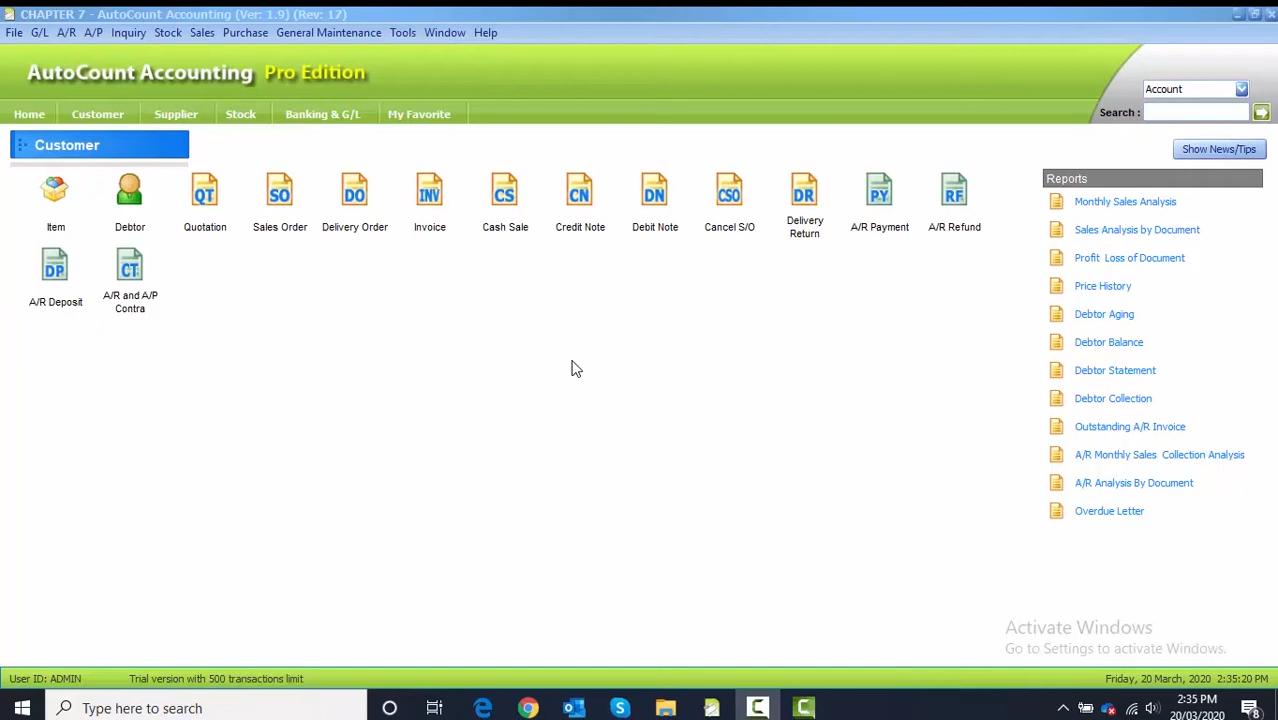 CHAPTER 7 - AutoCount Accounting (Ver: 1.9) (Rev: 17)
File G/L A/R A/P Inquiry Stock Sales Purchase General Maintenance Tools Window Help
AutoCount Accounting Pro Edition
Account
Search :
Home Customer Supplier Stock Banking & G/L My Favorite
Customer
Show News/Tips
QT SO DO INV CS CN DN CSO DR PY RF
Item Debtor Quotation Sales Order Delivery Order Invoice Cash Sale Credit Note Debit Note Cancel S/O Delivery Return A/R Payment A/R Refund
DP CT
A/R Deposit A/R and A/P Contra
Reports
Monthly Sales Analysis
Sales Analysis by Document
Profit Loss of Document
Price History
Debtor Aging
Debtor Balance
Debtor Statement
Debtor Collection
Outstanding A/R Invoice
A/R Monthly Sales Collection Analysis
A/R Analysis By Document
Overdue Letter
Activate Windows
Go to Settings to activate Windows.
User ID: ADMIN Trial version with 500 transactions limit Friday, 20 March, 2020 2:35:20 PM
Type here to search
2:35 PM
20/03/2020
8